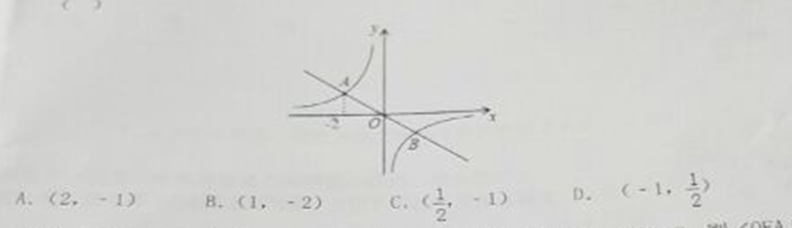 ( )
y
A
-2
O
x
B
A. (2, -1) B. (1, -2) C. (1/2, -1) D. (-1, 1/2)